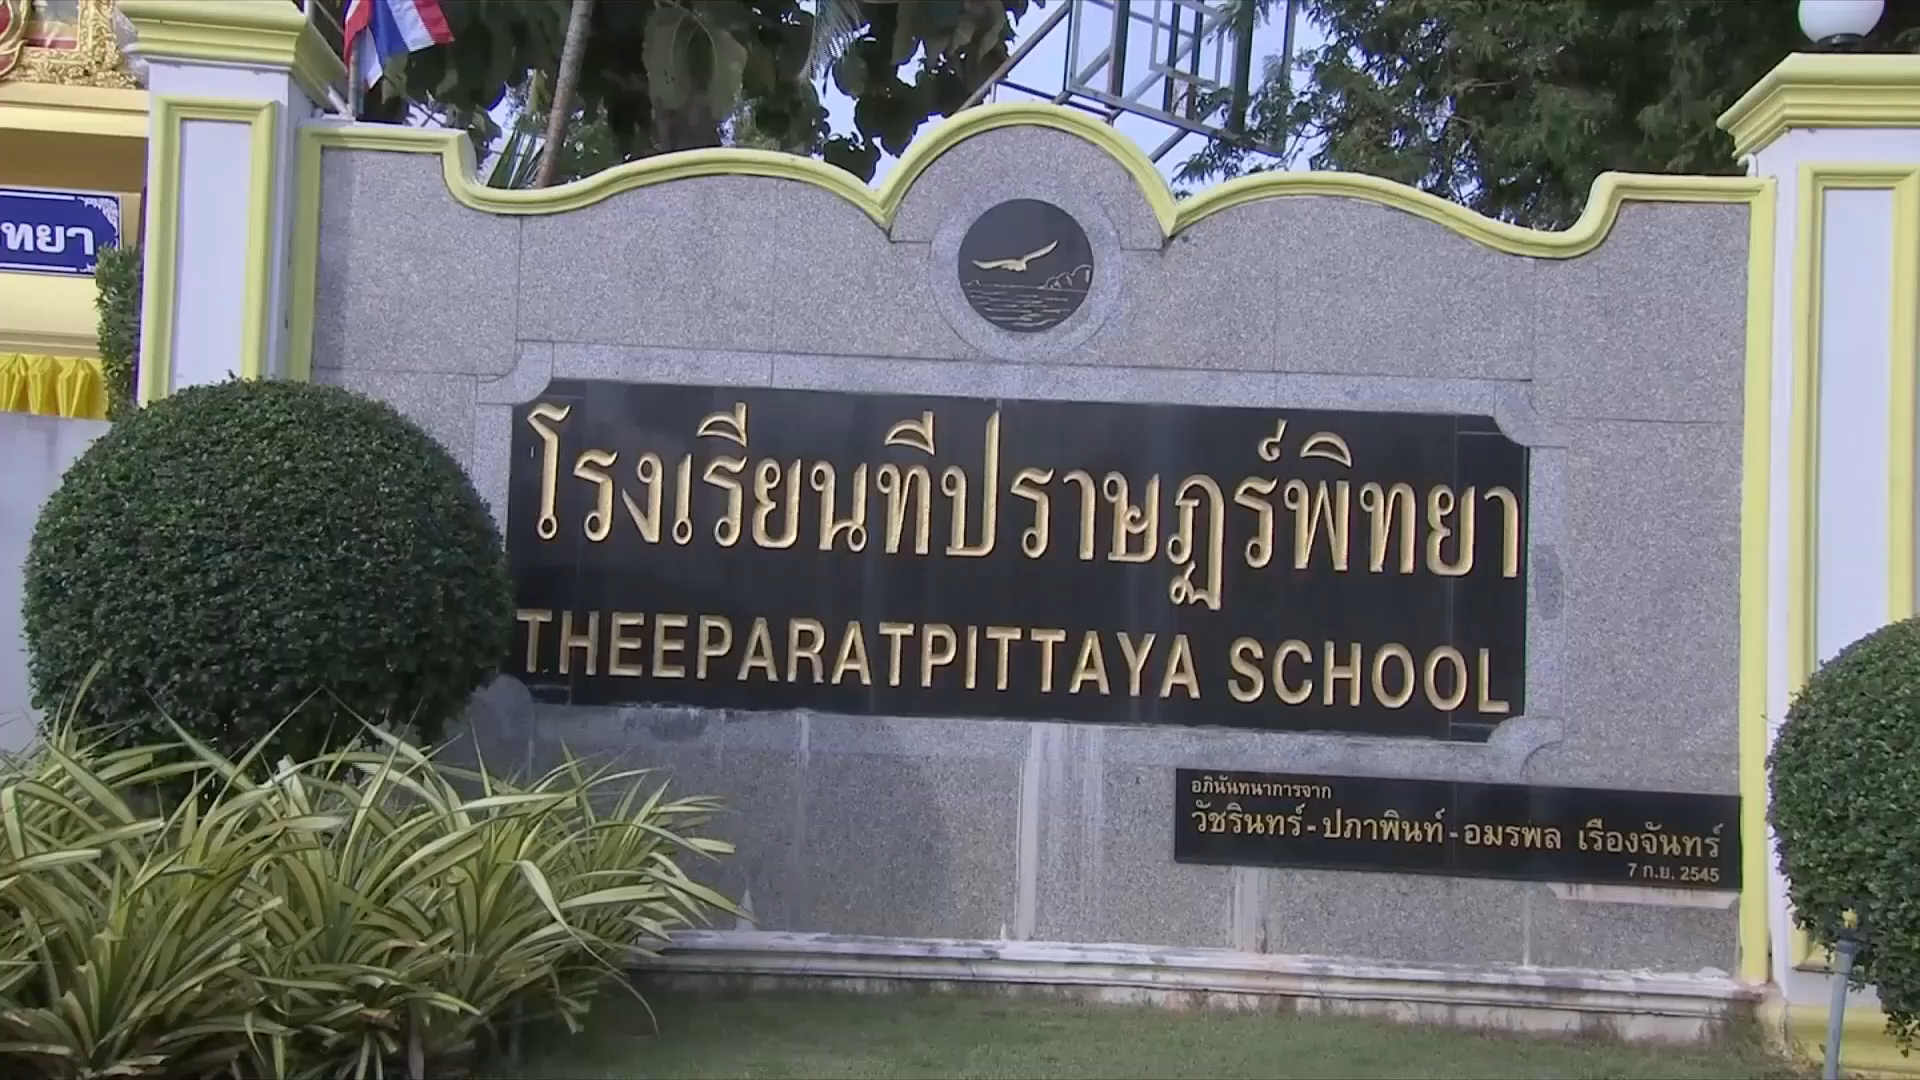 ทยา
โรงเรียนทีปราษฎร์พิทยา
THEEPARATPITTAYA SCHOOL
อภินันทนาการจาก
วัชรินทร์-ปภาพินท์-อมรพล เรืองจันทร์
7 ก.ย. 2545